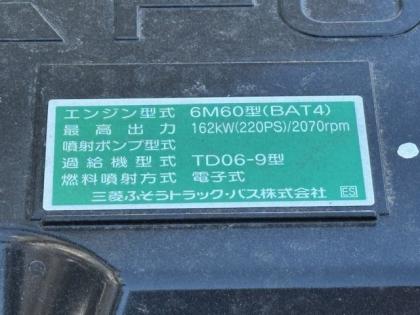 エンジン型式 6M60型(BAT4)
最高出力 162kW(220PS)/2070rpm
噴射ポンプ型式
過給機型式 TD06-9型
燃料噴射方式 電子式
三菱ふそうトラック・バス株式会社 ES